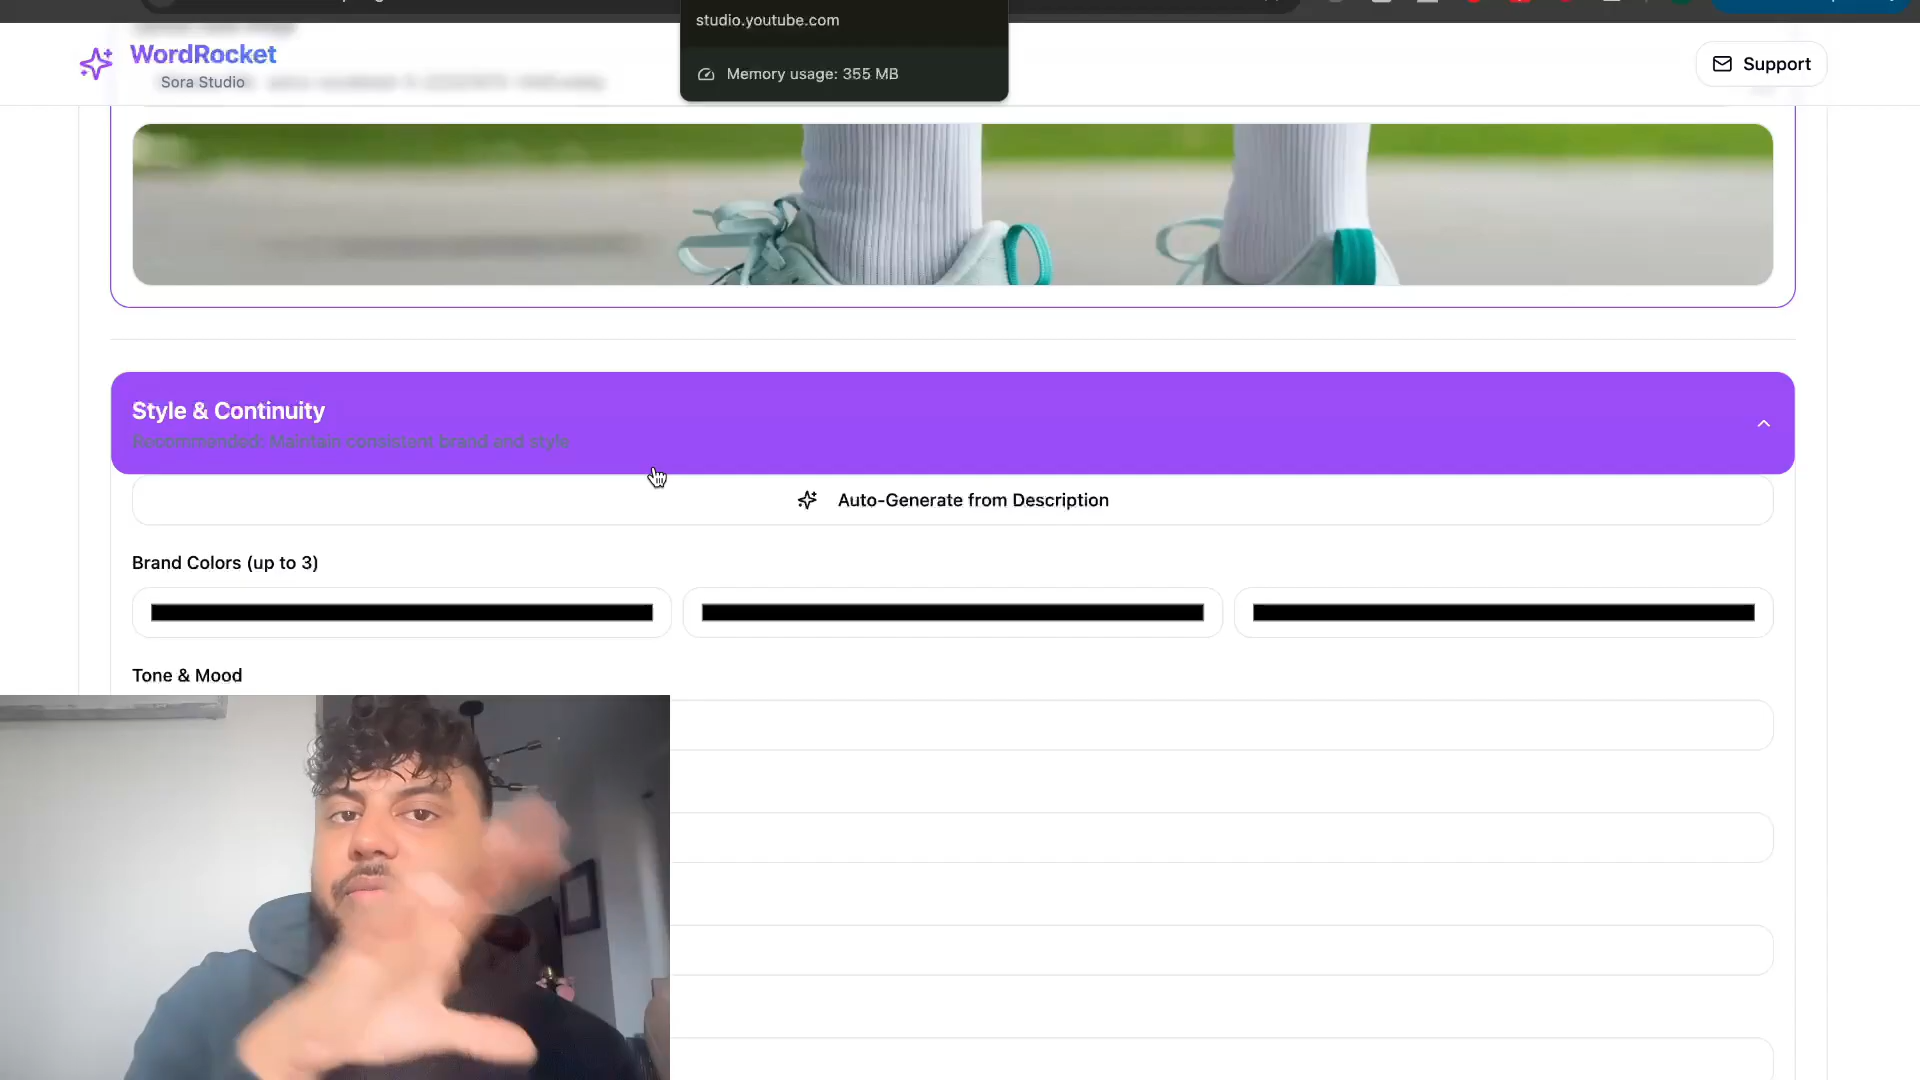 studio.youtube.com
Memory usage: 355 MB
WordRocket
Sora Studio
Support
Style & Continuity
Recommended: Maintain consistent brand and style
Auto-Generate from Description
Brand Colors (up to 3)
Tone & Mood